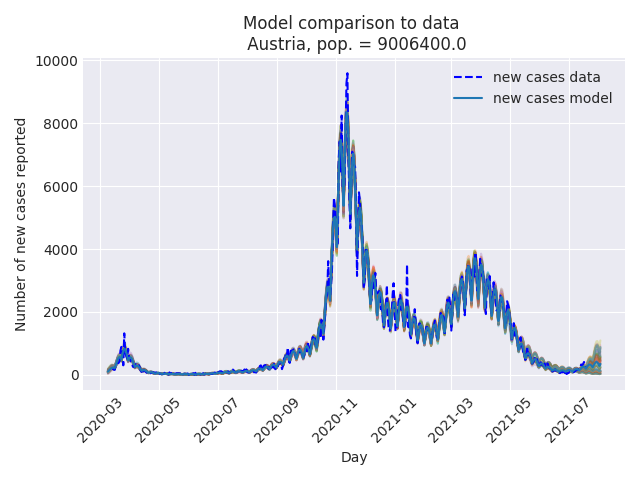 Model comparison to data
Austria, pop. = 9006400.0
new cases data
new cases model
Number of new cases reported
10000
8000
6000
4000
2000
0
2020-03
2020-05
2020-07
2020-09
2020-11
2021-01
2021-03
2021-05
2021-07
Day